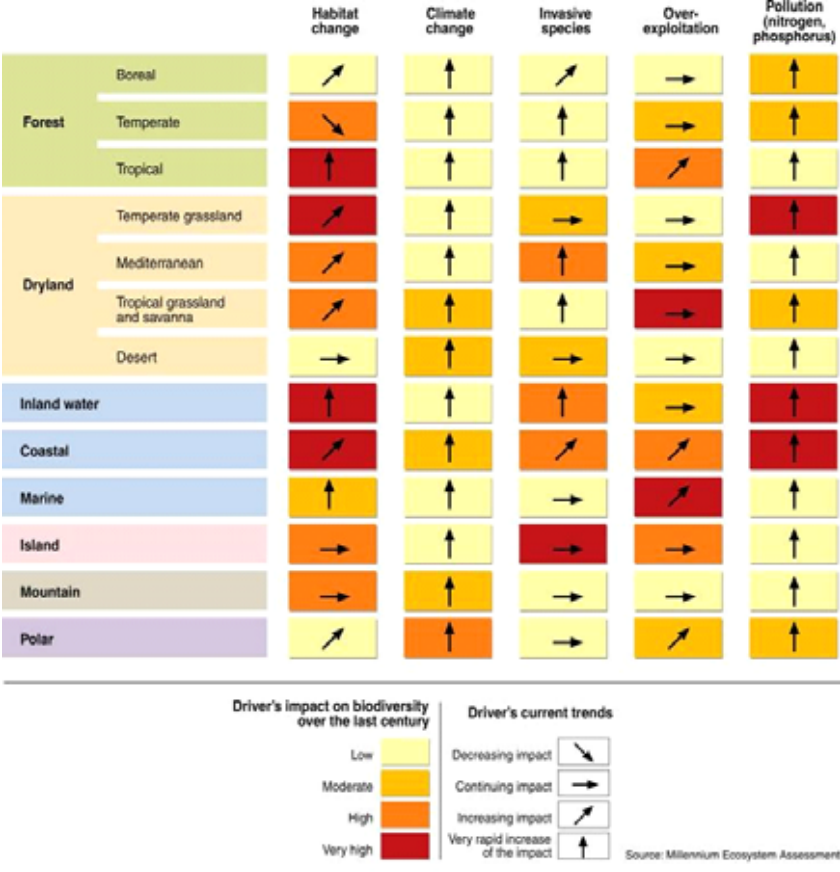 Habitat
change
Climate
change
Invasive
species
Over-
exploitation
Pollution
(nitrogen,
phosphorus)
Forest
Boreal
Temperate
Tropical
Dryland
Temperate grassland
Mediterranean
Tropical grassland
and savanna
Desert
Inland water
Coastal
Marine
Island
Mountain
Polar
Driver's impact on biodiversity
over the last century
Low
Moderate
High
Very high
Driver's current trends
Decreasing impact
Continuing impact
Increasing impact
Very rapid increase
of the impact
Source: Millennium Ecosystem Assessment